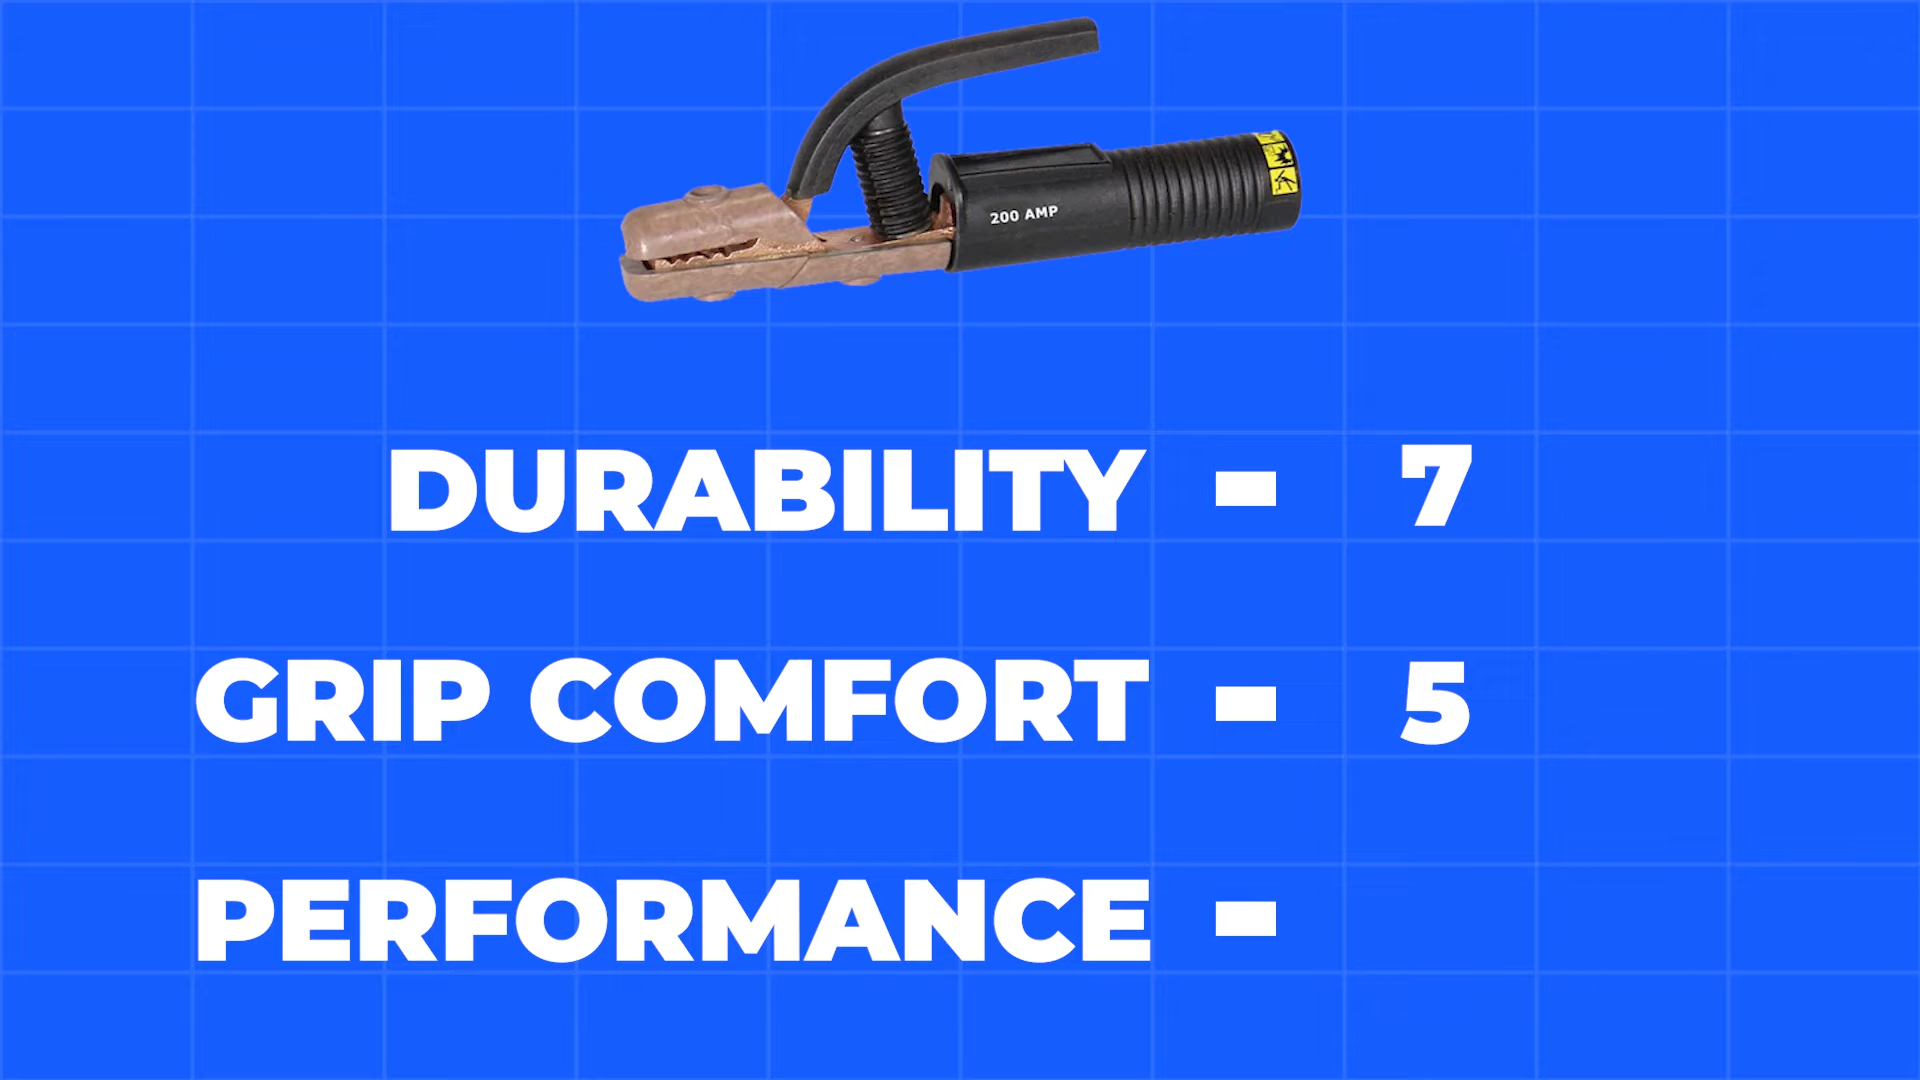 200 AMP
DURABILITY - 7
GRIP COMFORT - 5
PERFORMANCE -